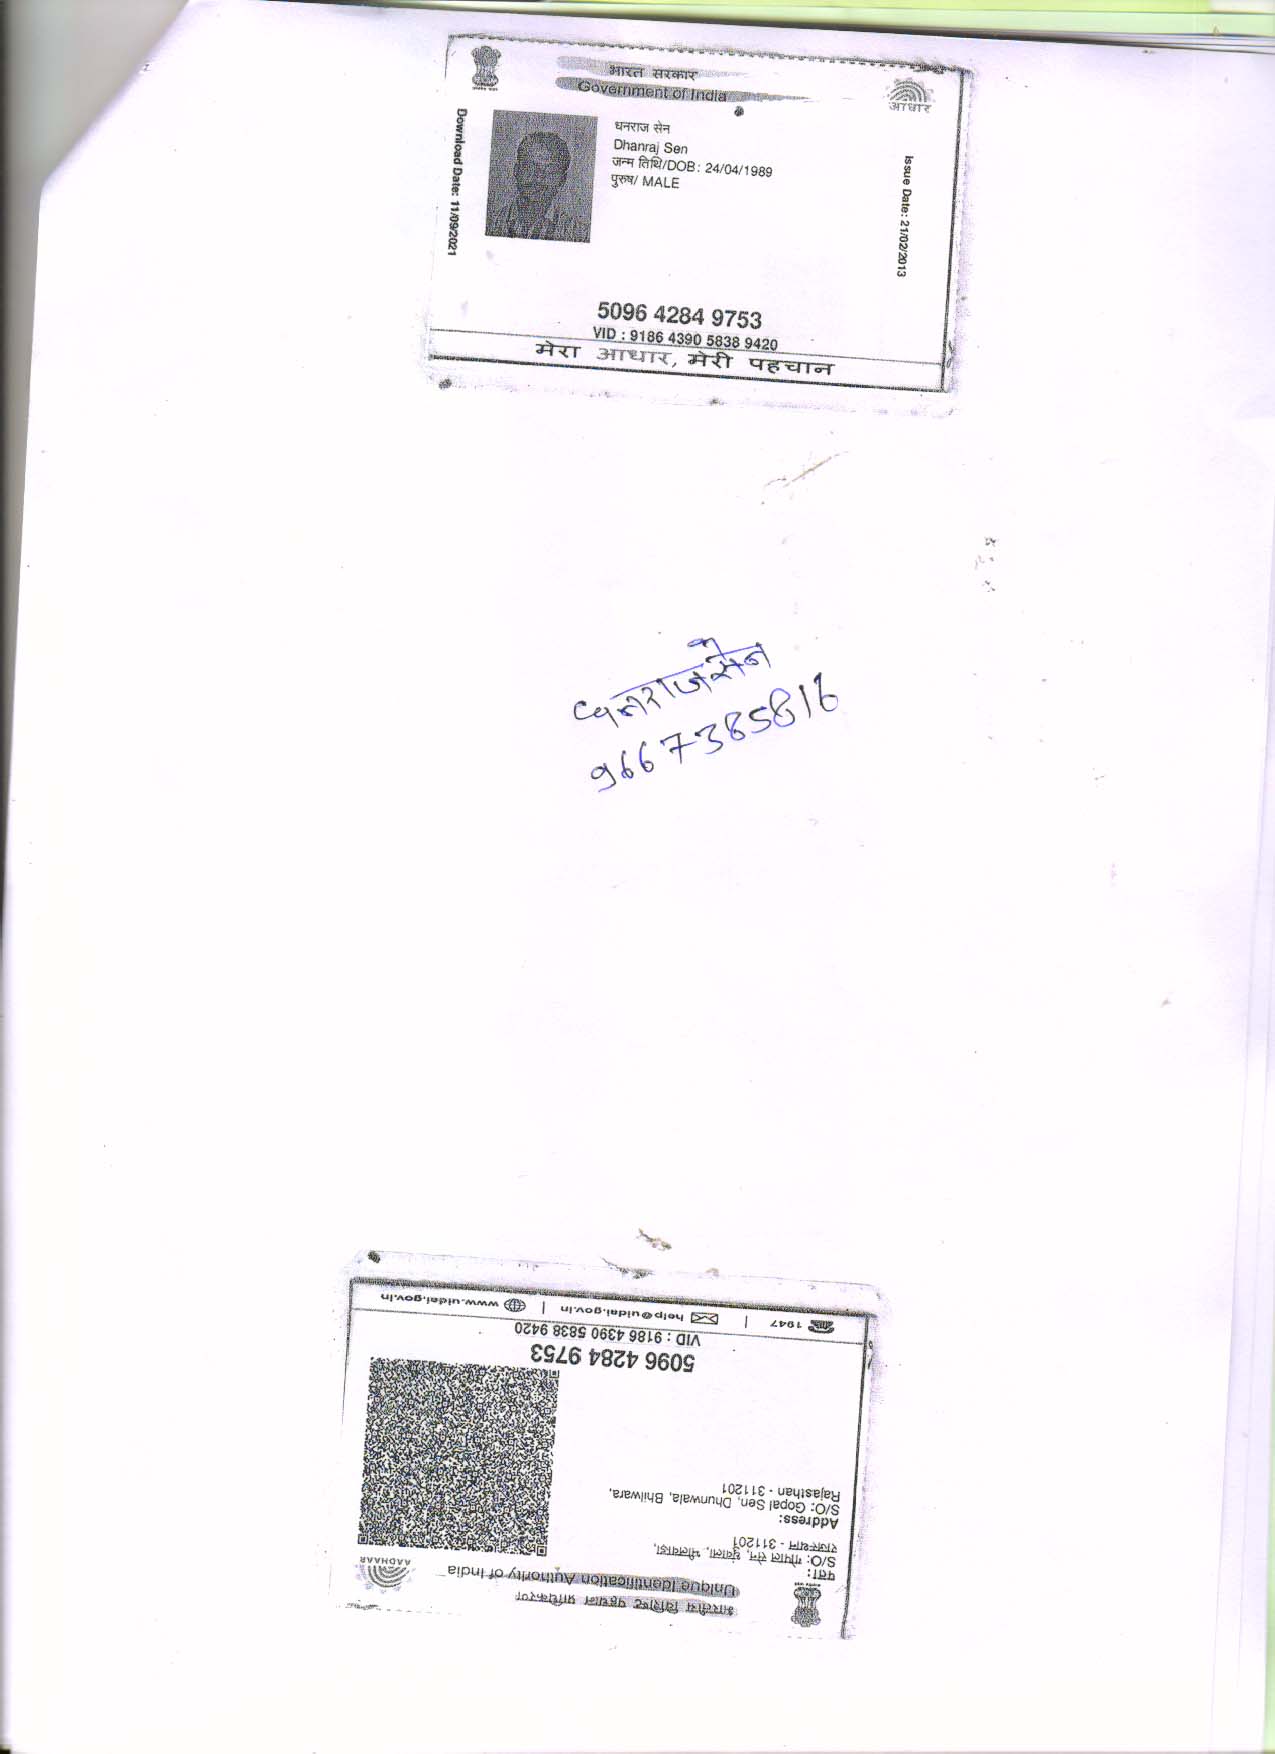 भारत सरकार
Government of India
आधार
Download Date: 11/09/2021
धनराज सेन
Dhanraj Sen
जन्म तिथि/DOB: 24/04/1989
पुरुष/ MALE
Issue Date: 21/02/2013
5096 4284 9753
VID : 9186 4390 5838 9420
मेरा आधार, मेरी पहचान
धनराज सेन
9667385816
भारतीय विशिष्ट पहचान प्राधिकरण
Unique Identification Authority of India
AADHAAR
पता:
S/O: गोपाल सेन, धुंवाला, भीलवाड़ा,
राजस्थान - 311201
Address:
S/O: Gopal Sen, Dhunwala, Bhilwara,
Rajasthan - 311201
5096 4284 9753
VID : 9186 4390 5838 9420
1947 | help@uidai.gov.in | www.uidai.gov.in